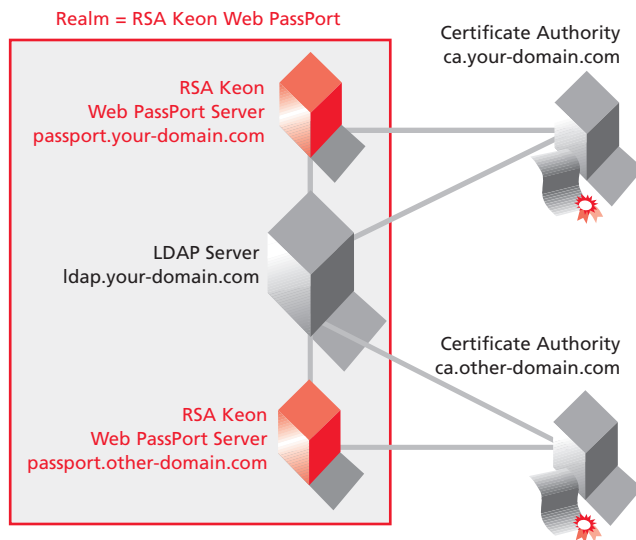 Realm = RSA Keon Web PassPort
RSA Keon
Web PassPort Server
passport.your-domain.com
Certificate Authority
ca.your-domain.com
LDAP Server
ldap.your-domain.com
Certificate Authority
ca.other-domain.com
RSA Keon
Web PassPort Server
passport.other-domain.com